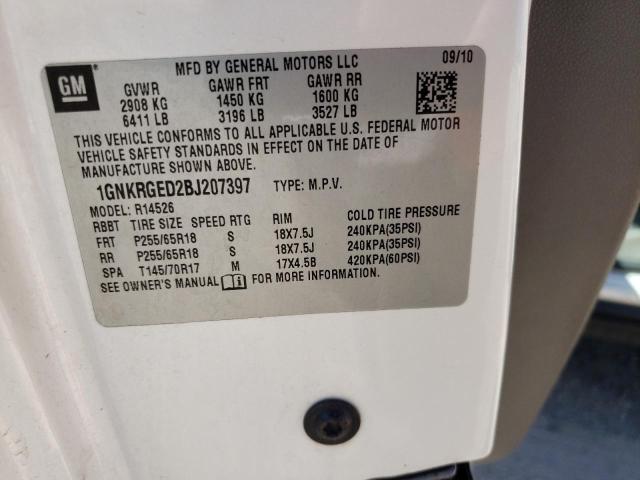 MFD BY GENERAL MOTORS LLC 09/10
GM
GVWR GAWR FRT GAWR RR
2908 KG 1450 KG 1600 KG
6411 LB 3196 LB 3527 LB
THIS VEHICLE CONFORMS TO ALL APPLICABLE U.S. FEDERAL MOTOR
VEHICLE SAFETY STANDARDS IN EFFECT ON THE DATE OF
MANUFACTURE SHOWN ABOVE.
1GNKRGED2BJ207397 TYPE: M.P.V.
MODEL: R14526
RBBT TIRE SIZE SPEED RTG RIM COLD TIRE PRESSURE
FRT P255/65R18 S 18X7.5J 240KPA(35PSI)
RR P255/65R18 S 18X7.5J 240KPA(35PSI)
SPA T145/70R17 M 17X4.5B 420KPA(60PSI)
SEE OWNER'S MANUAL FOR MORE INFORMATION.